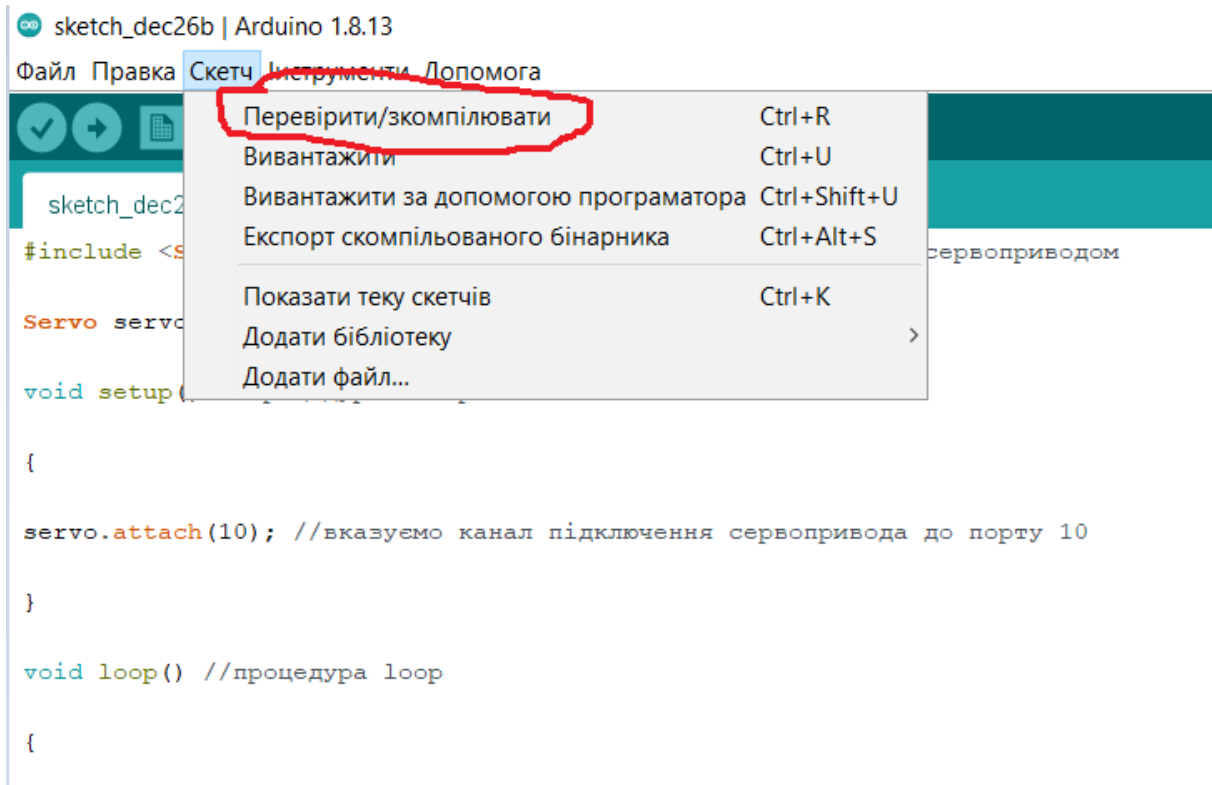 sketch_dec26b | Arduino 1.8.13
Файл Правка Скетч Інструменти Допомога
Перевірити/зкомпілювати Ctrl+R
Вивантажити Ctrl+U
Вивантажити за допомогою програматора Ctrl+Shift+U
Експорт скомпільованого бінарника Ctrl+Alt+S
Показати теку скетчів Ctrl+K
Додати бібліотеку
Додати файл...
sketch_dec2
#include <S сервоприводом
Servo servo
void setup(
{
servo.attach(10); //вказуємо канал підключення сервопривода до порту 10
}
void loop() //процедура loop
{